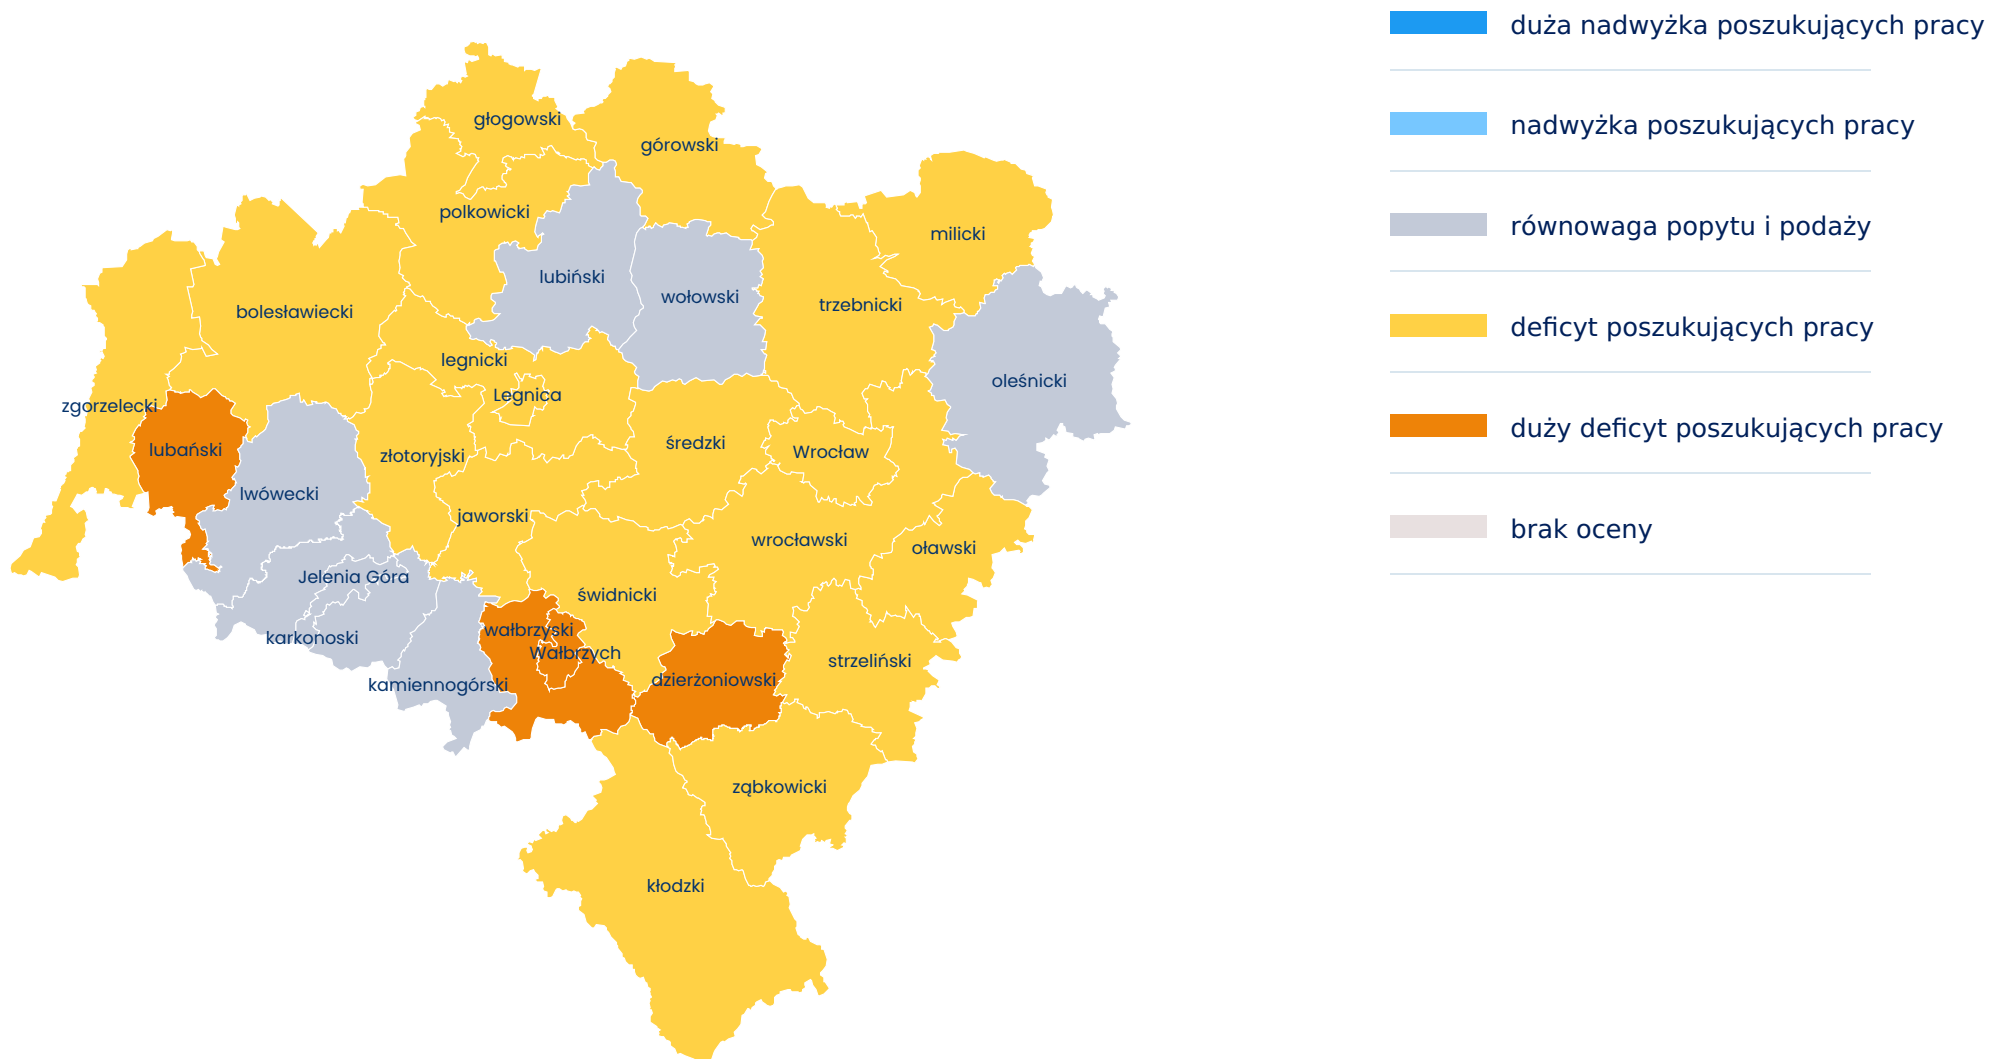 głogowski
górowski
polkowicki
milicki
lubiński
wołowski
trzebnicki
bolesławiecki
legnicki
oleśnicki
Legnica
zgorzelecki
średzki
lubański
Wrocław
złotoryjski
lwówecki
jaworski
wrocławski
oławski
Jelenia Góra
świdnicki
wałbrzyski
karkonoski
Wałbrzych
strzeliński
dzierżoniowski
kamiennogórski
ząbkowicki
kłodzki
duża nadwyżka poszukujących pracy
nadwyżka poszukujących pracy
równowaga popytu i podaży
deficyt poszukujących pracy
duży deficyt poszukujących pracy
brak oceny